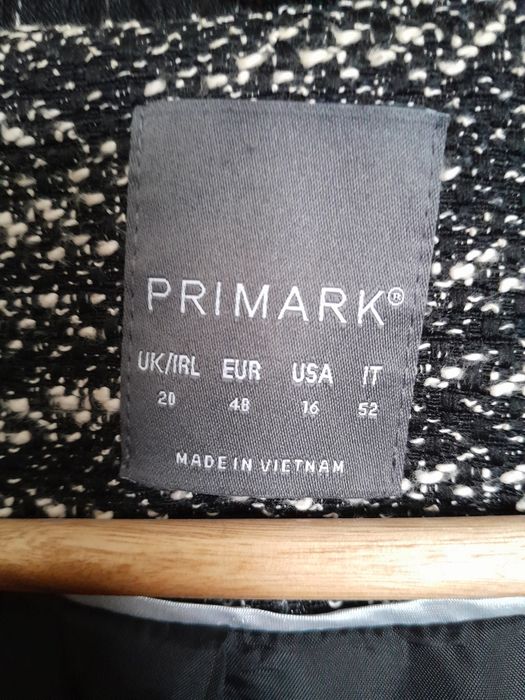 PRIMARK®
UK/IRL EUR USA IT
20 48 16 52
MADE IN VIETNAM